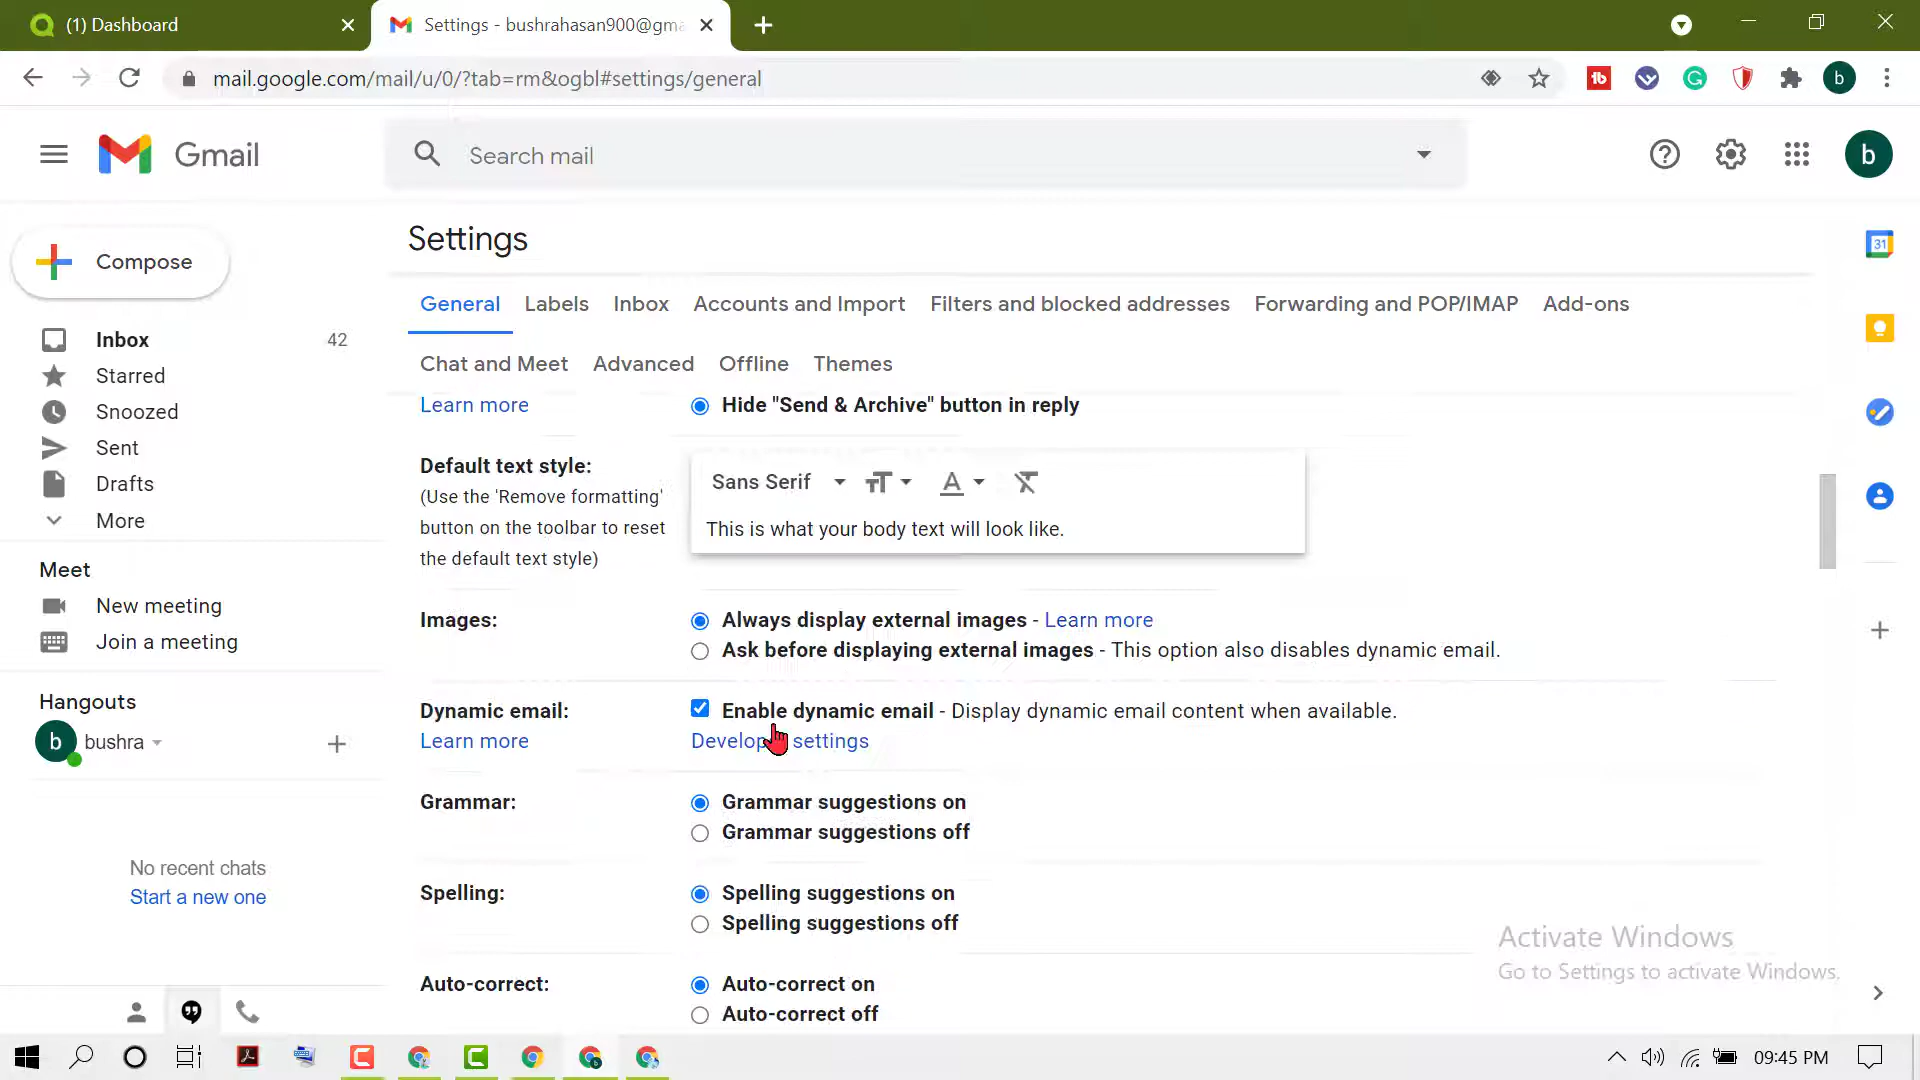 (1) Dashboard
Settings - bushrahasan900@gma
mail.google.com/mail/u/0/?tab=rm&ogbl#settings/general
b
Gmail
Search mail
b
Compose
Inbox 42
Starred
Snoozed
Sent
Drafts
More
Meet
New meeting
Join a meeting
Hangouts
b bushra
No recent chats
Start a new one
Settings
General Labels Inbox Accounts and Import Filters and blocked addresses Forwarding and POP/IMAP Add-ons
Chat and Meet Advanced Offline Themes
Learn more Hide "Send & Archive" button in reply
Default text style:
(Use the 'Remove formatting'
button on the toolbar to reset
the default text style)
Sans Serif
This is what your body text will look like.
Images: Always display external images - Learn more
Ask before displaying external images - This option also disables dynamic email.
Dynamic email: Enable dynamic email - Display dynamic email content when available.
Learn more settings
Grammar: Grammar suggestions on
Grammar suggestions off
Spelling: Spelling suggestions on
Spelling suggestions off
Auto-correct: Auto-correct on
Auto-correct off
31
Activate Windows
Go to Settings to activate Windows.
09:45 PM